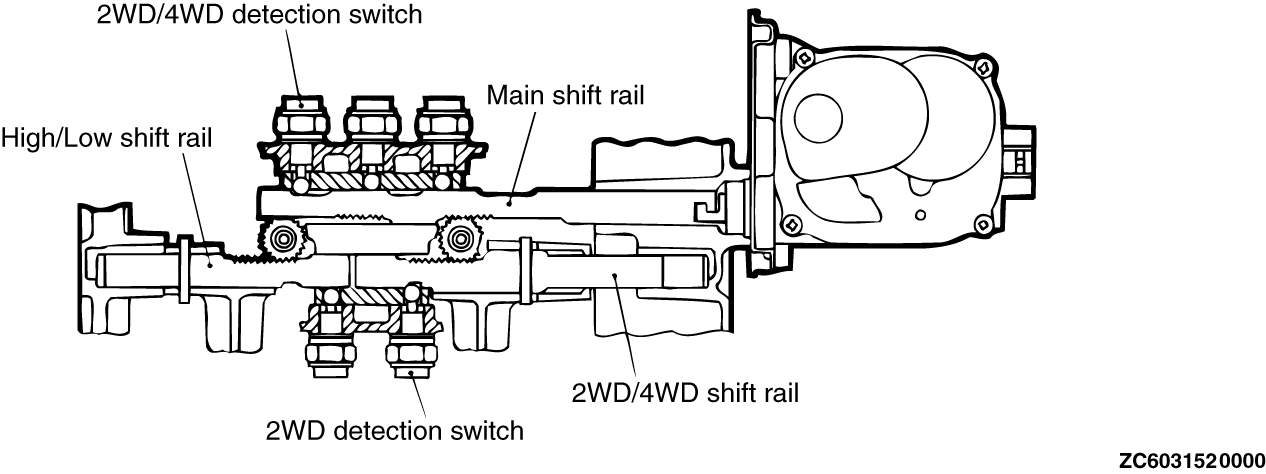 2WD/4WD detection switch
Main shift rail
High/Low shift rail
2WD/4WD shift rail
2WD detection switch
ZC6031520000